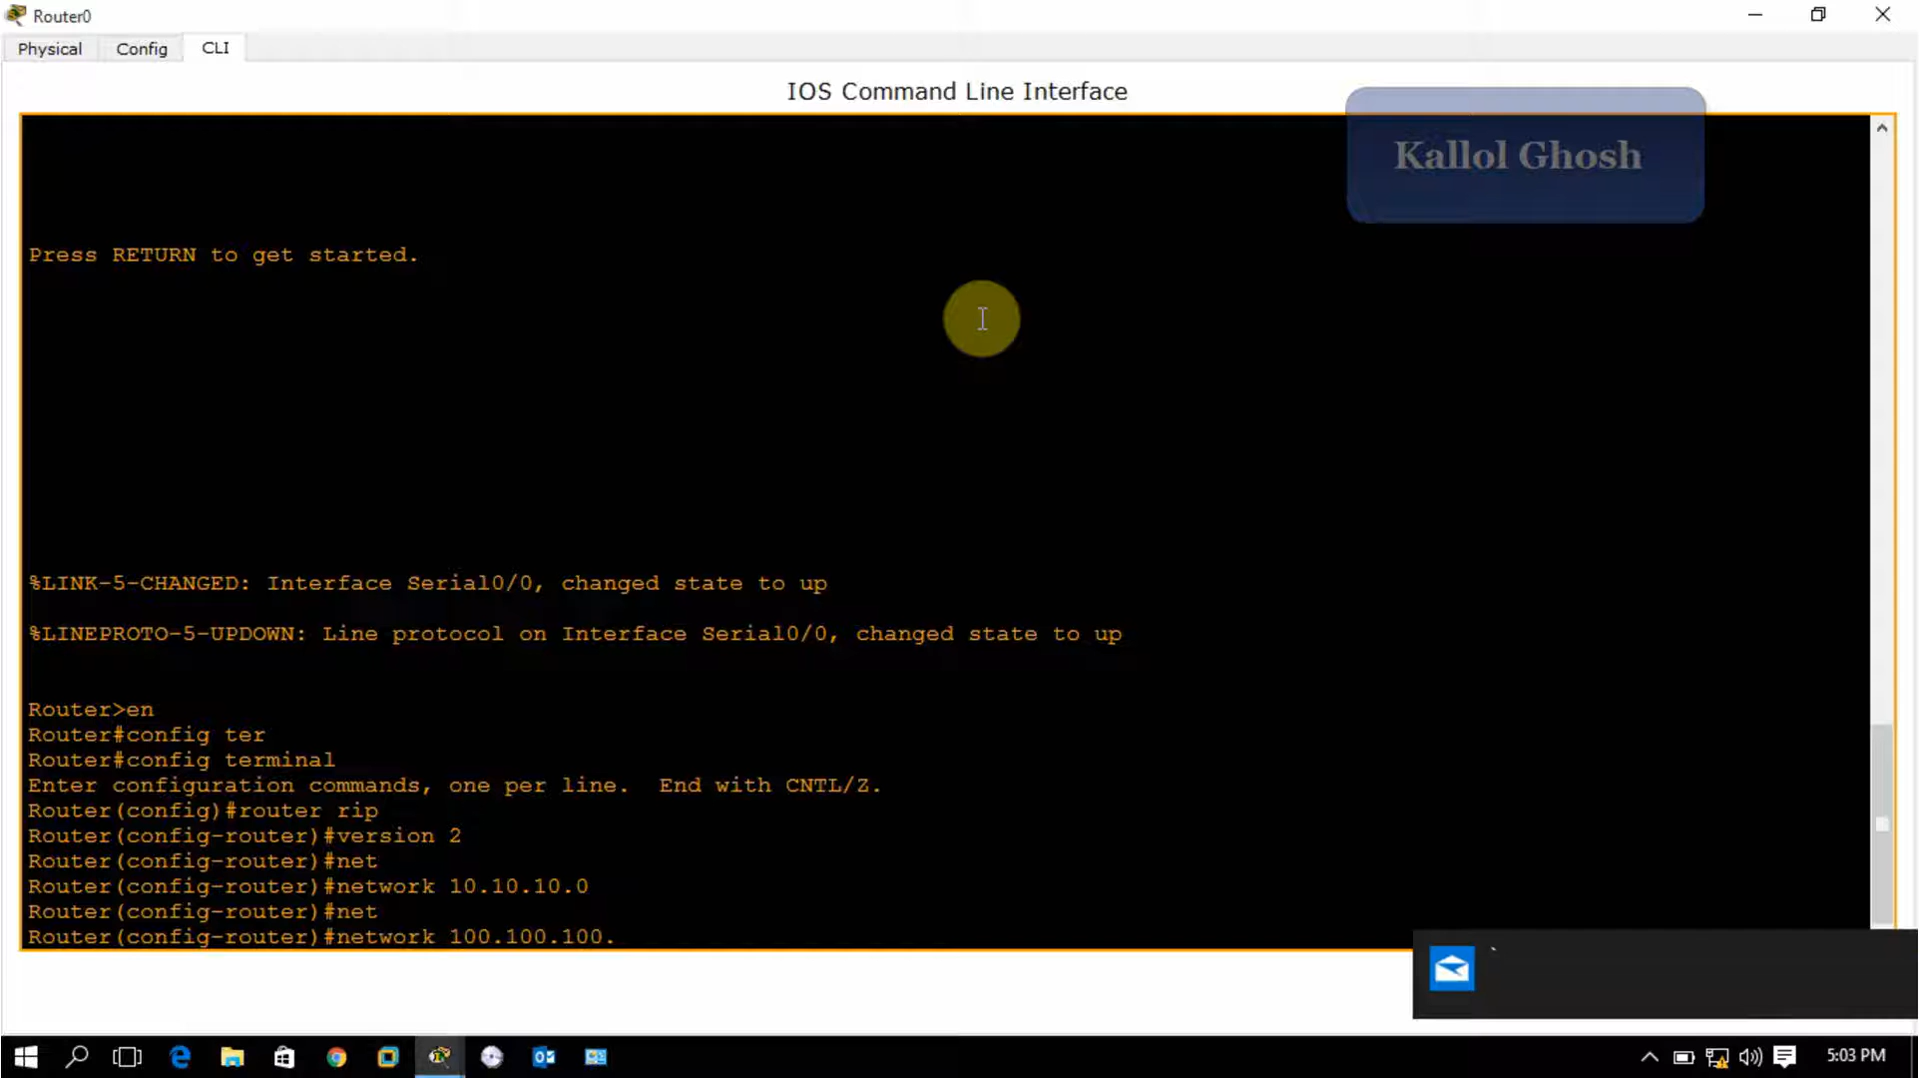 Router0
Physical
Config
CLI
IOS Command Line Interface
Kallol Ghosh
Press RETURN to get started.
%LINK-5-CHANGED: Interface Serial0/0, changed state to up
%LINEPROTO-5-UPDOWN: Line protocol on Interface Serial0/0, changed state to up
Router>en
Router#config ter
Router#config terminal
Enter configuration commands, one per line.  End with CNTL/Z.
Router(config)#router rip
Router(config-router)#version 2
Router(config-router)#net
Router(config-router)#network 10.10.10.0
Router(config-router)#net
Router(config-router)#network 100.100.100.
5:03 PM